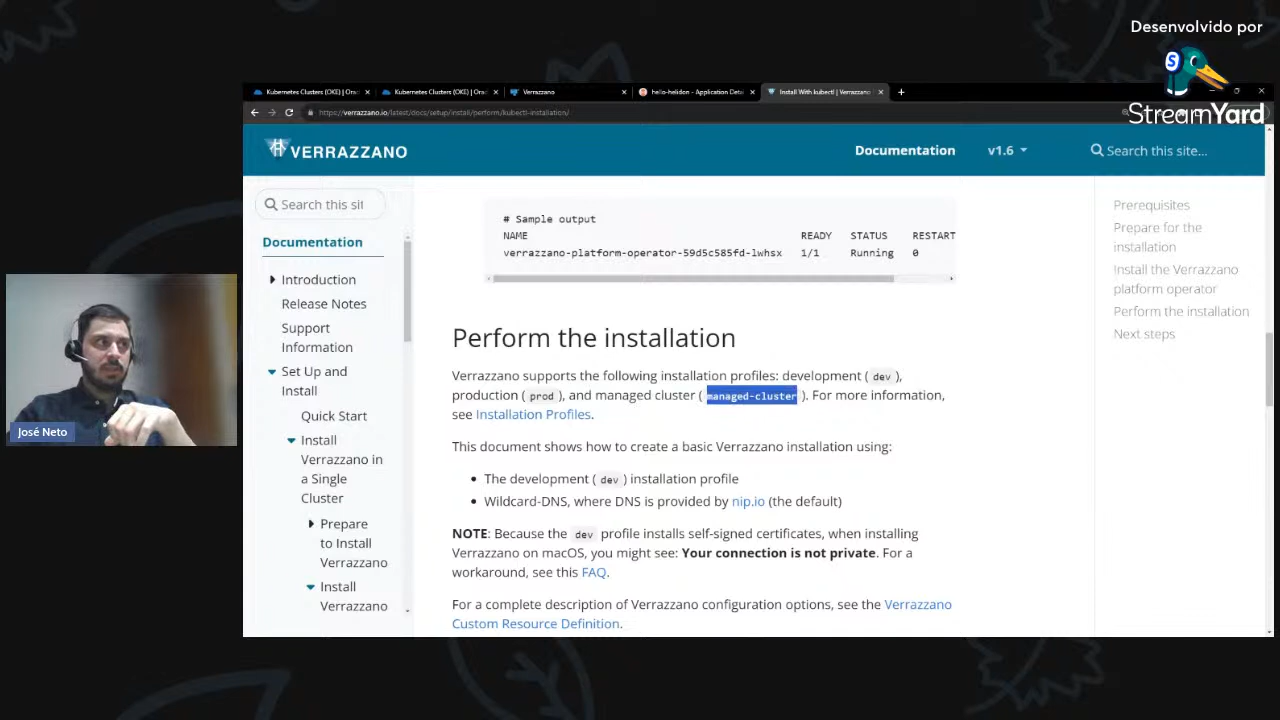 Desenvolvido por
StreamYard
Kubernetes Clusters (OKE) | Orac
Kubernetes Clusters (OKE) | Orac
Verrazzano
hello-helidon - Application Deta
Install With kubectl | Verrazzano
https://verrazzano.io/latest/docs/setup/install/perform/kubectl-installation/
VERRAZZANO
Documentation
v1.6
Search this site...
Search this sit
Documentation
Introduction
Release Notes
Support
Information
Set Up and
Install
Quick Start
Install
Verrazzano in
a Single
Cluster
Prepare
to Install
Verrazzano
Install
Verrazzano
# Sample output
NAME READY STATUS RESTART
verrazzano-platform-operator-59d5c585fd-lwhsx 1/1 Running 0
Perform the installation
Verrazzano supports the following installation profiles: development ( dev ),
production ( prod ), and managed cluster ( managed-cluster ). For more information,
see Installation Profiles.
This document shows how to create a basic Verrazzano installation using:
The development ( dev ) installation profile
Wildcard-DNS, where DNS is provided by nip.io (the default)
NOTE: Because the dev profile installs self-signed certificates, when installing
Verrazzano on macOS, you might see: Your connection is not private. For a
workaround, see this FAQ.
For a complete description of Verrazzano configuration options, see the Verrazzano
Custom Resource Definition.
Prerequisites
Prepare for the
installation
Install the Verrazzano
platform operator
Perform the installation
Next steps
José Neto